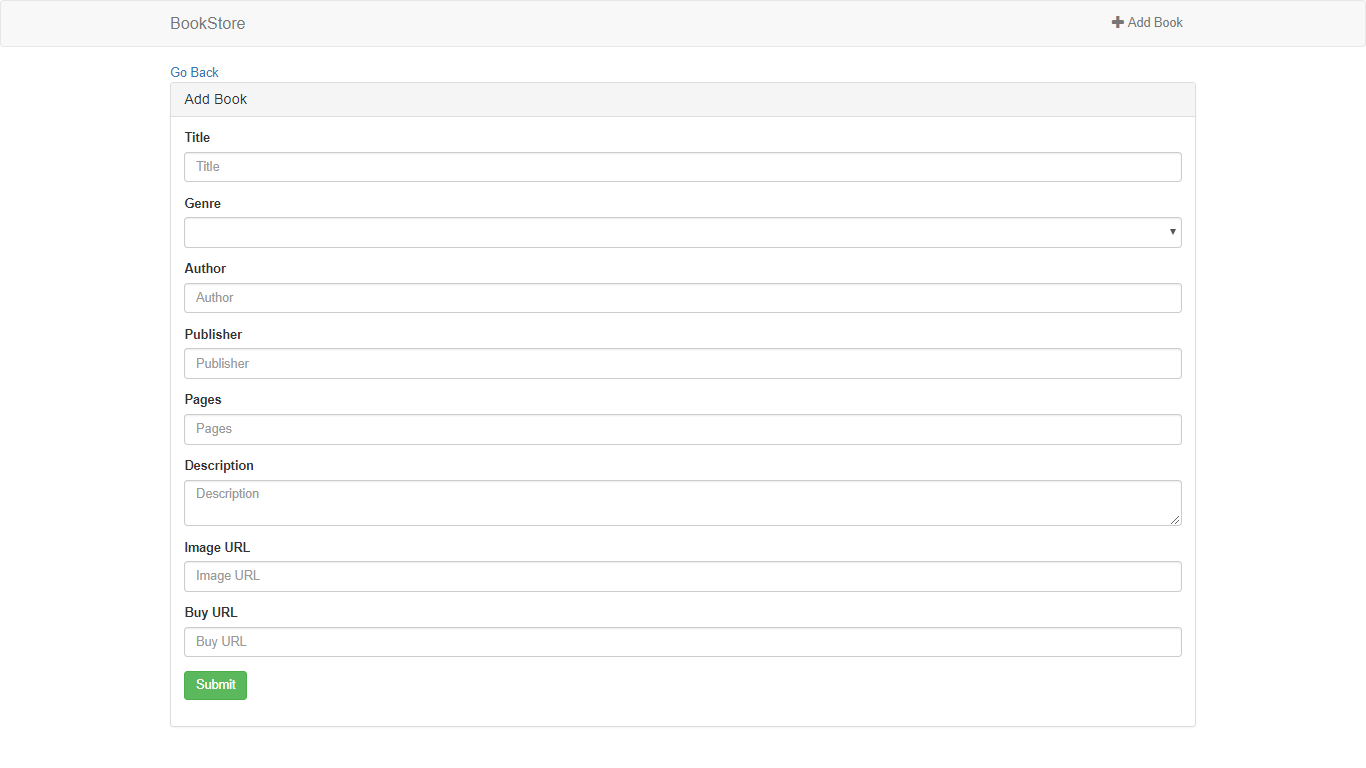 BookStore
Add Book
Go Back
Add Book
Title
Title
Genre
Author
Author
Publisher
Publisher
Pages
Pages
Description
Description
Image URL
Image URL
Buy URL
Buy URL
Submit